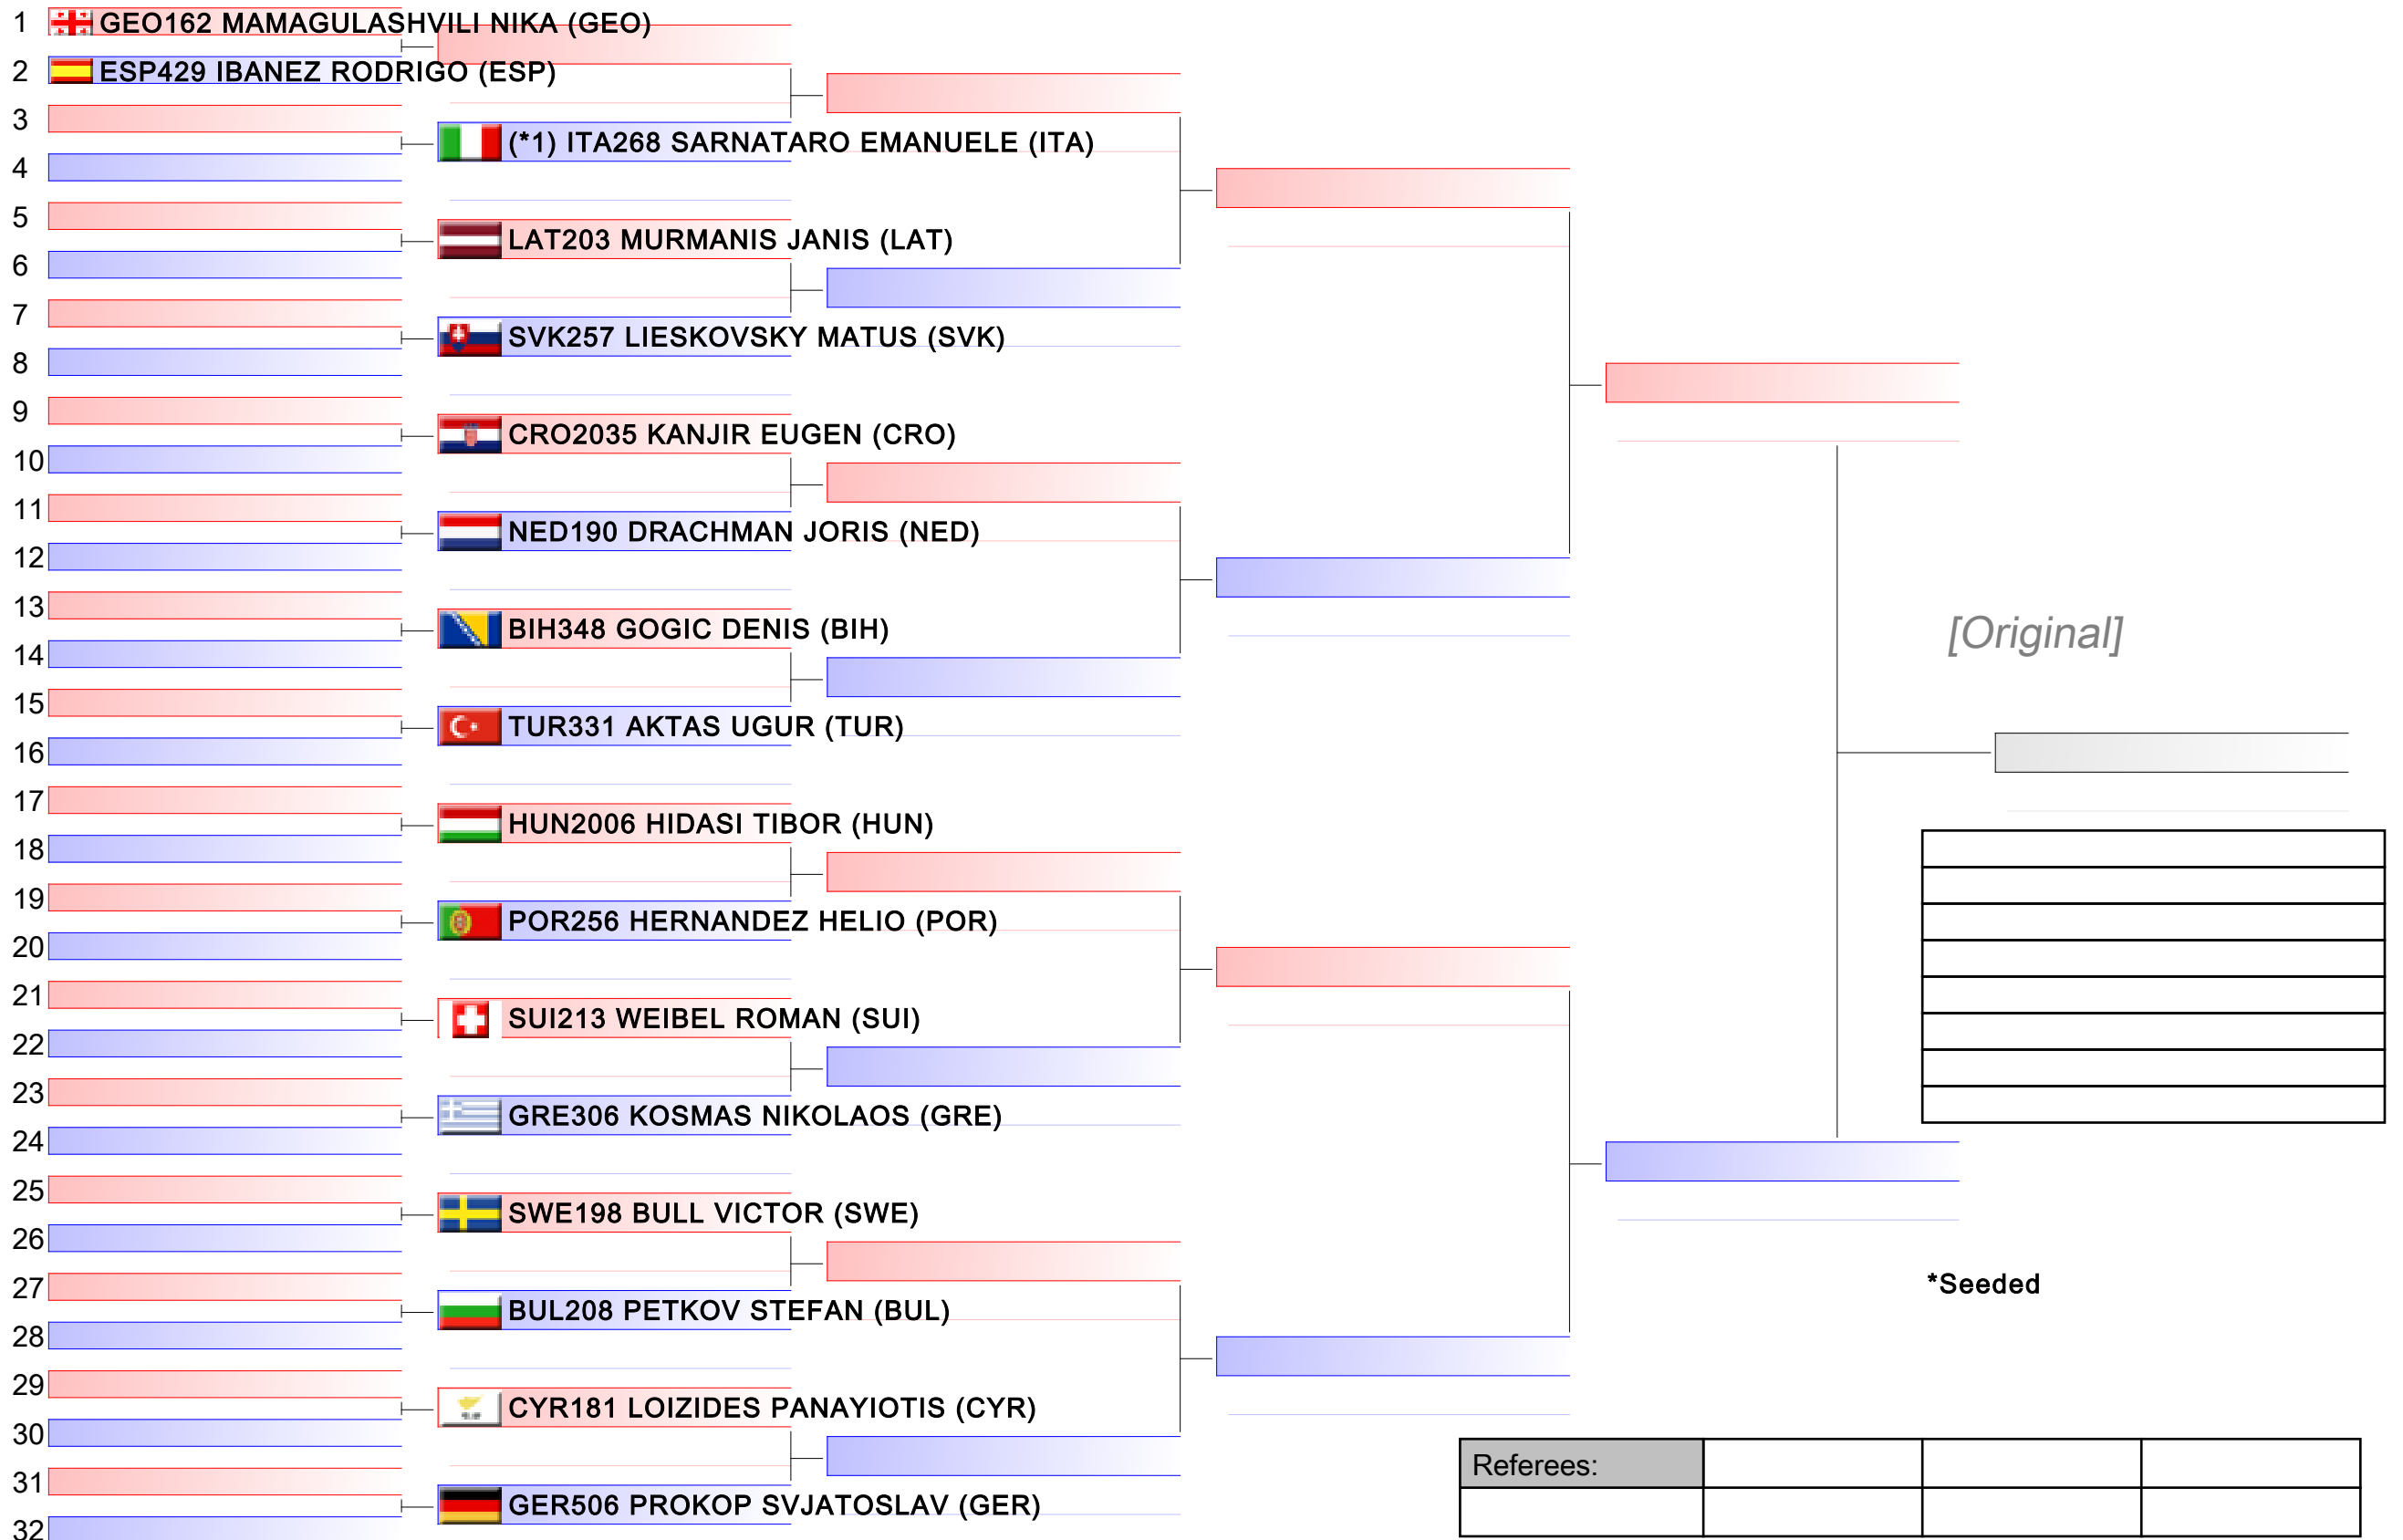 1
GEO162 MAMAGULASHVILI NIKA (GEO)
2
ESP429 IBANEZ RODRIGO (ESP)
3
(*1) ITA268 SARNATARO EMANUELE (ITA)
4
5
LAT203 MURMANIS JANIS (LAT)
6
7
SVK257 LIESKOVSKY MATUS (SVK)
8
9
CRO2035 KANJIR EUGEN (CRO)
10
11
NED190 DRACHMAN JORIS (NED)
12
13
BIH348 GOGIC DENIS (BIH)
[Original]
14
15
TUR331 AKTAS UGUR (TUR)
16
17
HUN2006 HIDASI TIBOR (HUN)
18
19
POR256 HERNANDEZ HELIO (POR)
20
21
SUI213 WEIBEL ROMAN (SUI)
22
23
GRE306 KOSMAS NIKOLAOS (GRE)
24
25
SWE198 BULL VICTOR (SWE)
26
27
*Seeded
BUL208 PETKOV STEFAN (BUL)
28
29
CYR181 LOIZIDES PANAYIOTIS (CYR)
30
Referees:
31
GER506 PROKOP SVJATOSLAV (GER)
32